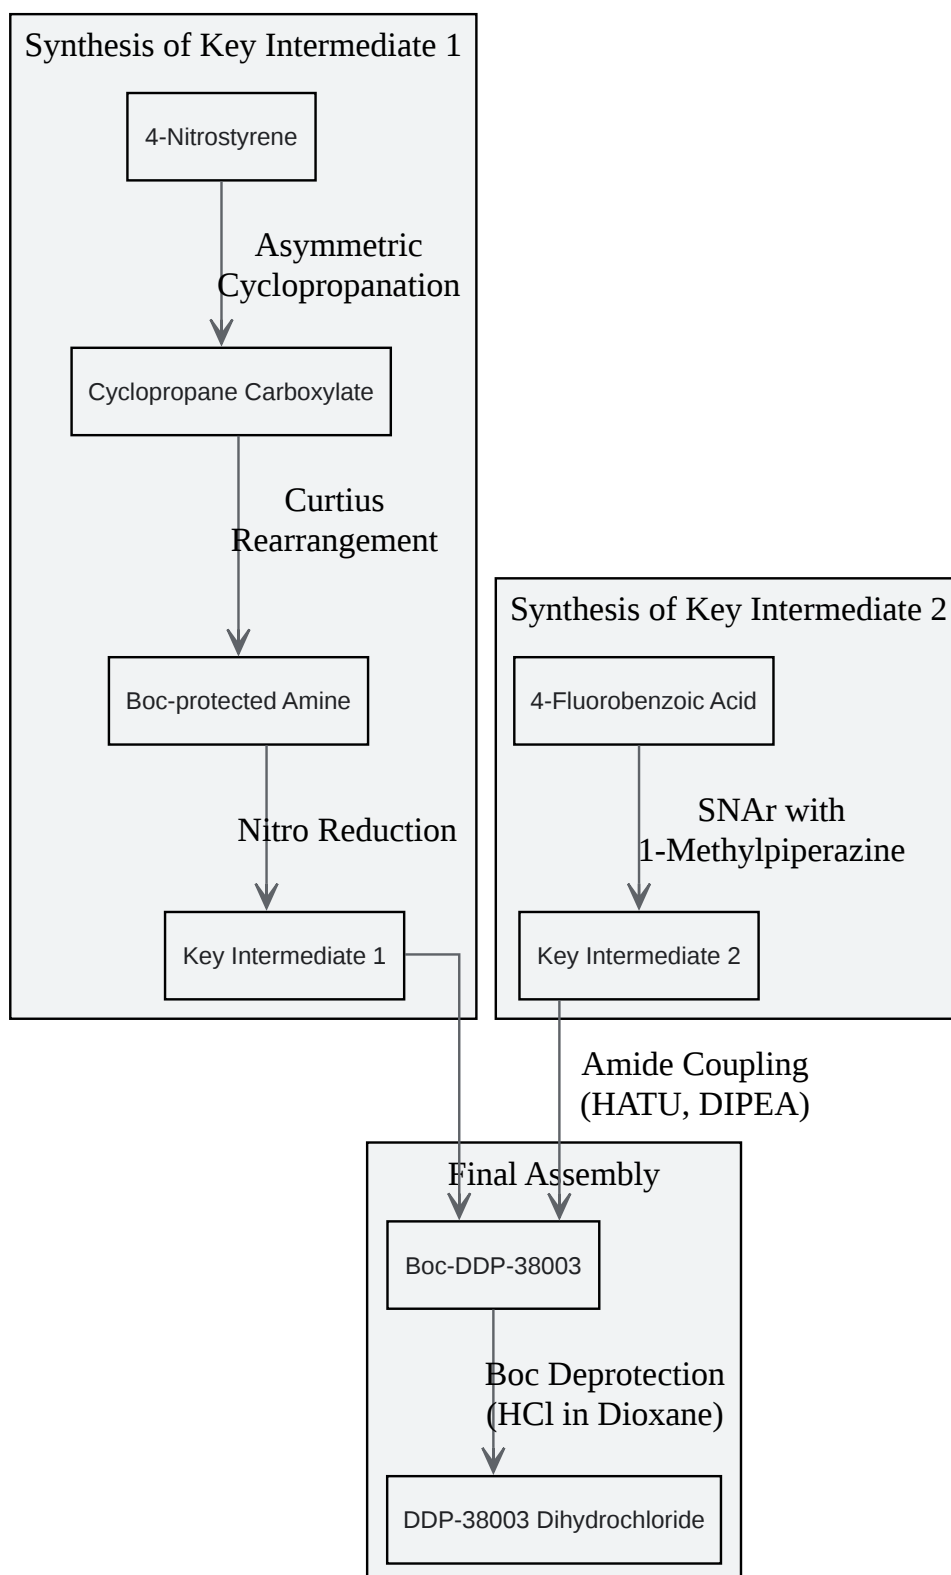 Synthesis of Key Intermediate 1
4-Nitrostyrene
Asymmetric
Cyclopropanation
Cyclopropane Carboxylate
Curtius
Rearrangement
Boc-protected Amine
Nitro Reduction
Key Intermediate 1
Synthesis of Key Intermediate 2
4-Fluorobenzoic Acid
SNAr with
1-Methylpiperazine
Key Intermediate 2
Amide Coupling
(HATU, DIPEA)
Final Assembly
Boc-DDP-38003
Boc Deprotection
(HCl in Dioxane)
DDP-38003 Dihydrochloride